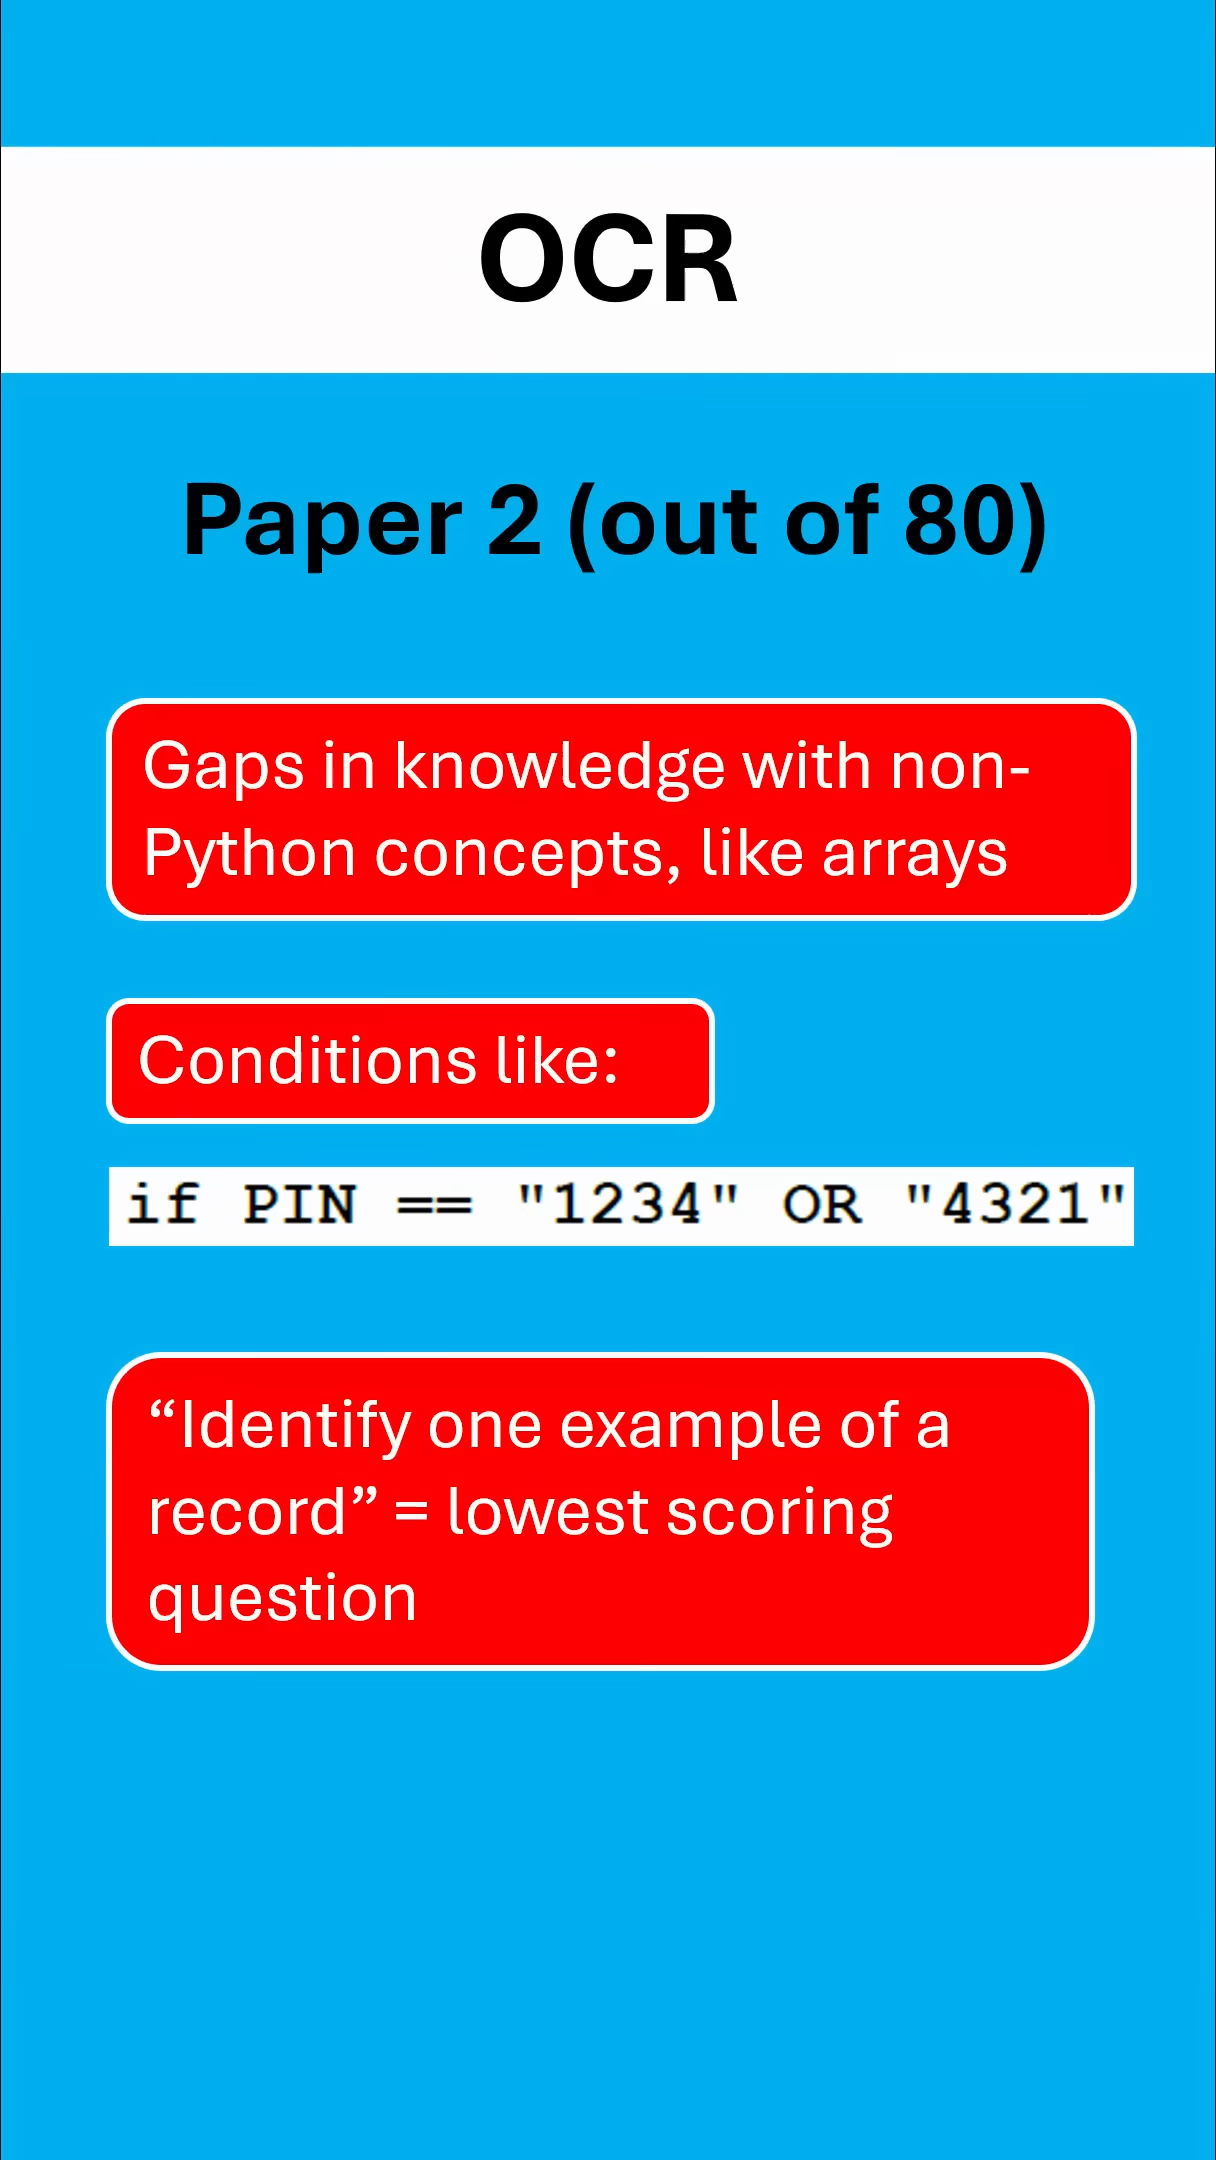 OCR
Paper 2 (out of 80)
Gaps in knowledge with non-
Python concepts, like arrays
Conditions like:
if PIN == "1234" OR "4321"
“Identify one example of a
record” = lowest scoring
question